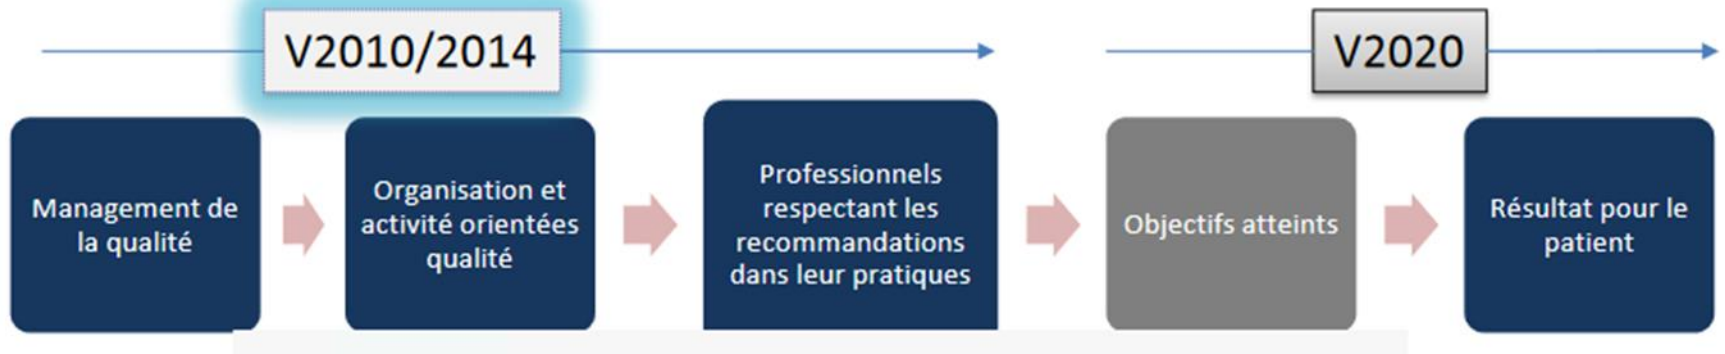 V2010/2014
V2020
Management de
la qualité
Organisation et
activité orientées
qualité
Professionnels
respectant les
recommandations
dans leur pratiques
Objectifs atteints
Résultat pour le
patient